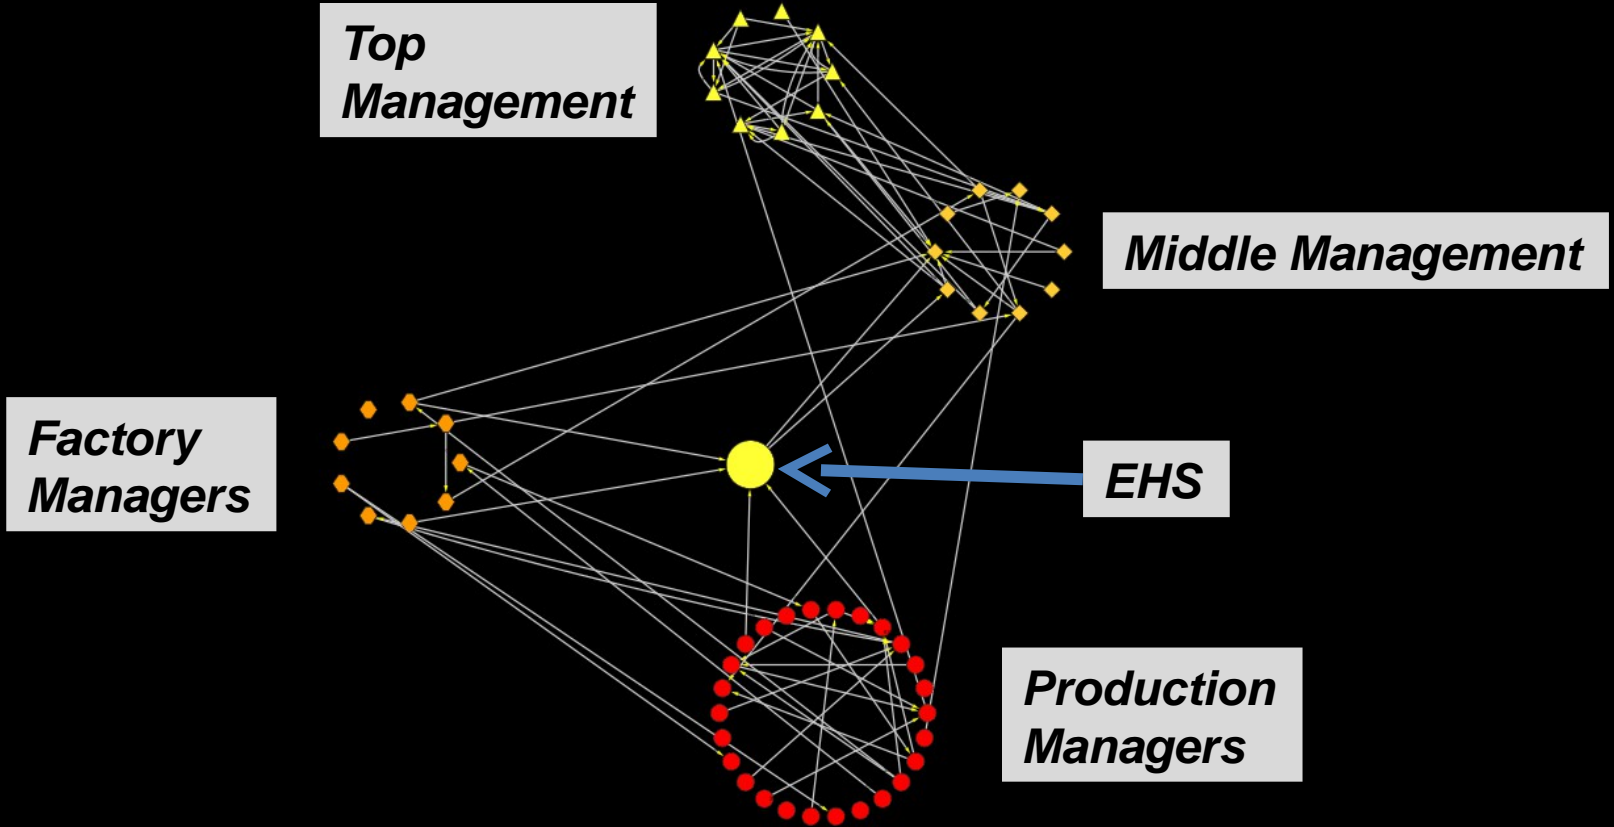 Top
Management
Middle Management
Factory
Managers
EHS
Production
Managers